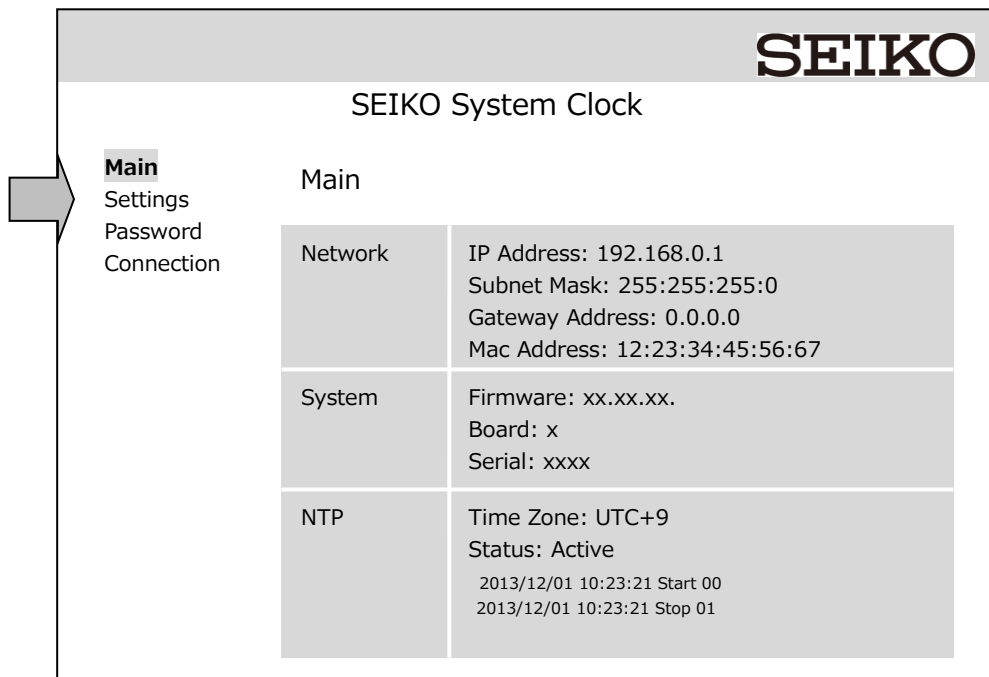 SEIKO
SEIKO System Clock
Main
Settings
Password
Connection
Main
Network
IP Address: 192.168.0.1
Subnet Mask: 255:255:255:0
Gateway Address: 0.0.0.0
Mac Address: 12:23:34:45:56:67
System
Firmware: xx.xx.xx.
Board: x
Serial: xxxx
NTP
Time Zone: UTC+9
Status: Active
2013/12/01 10:23:21 Start 00
2013/12/01 10:23:21 Stop 01